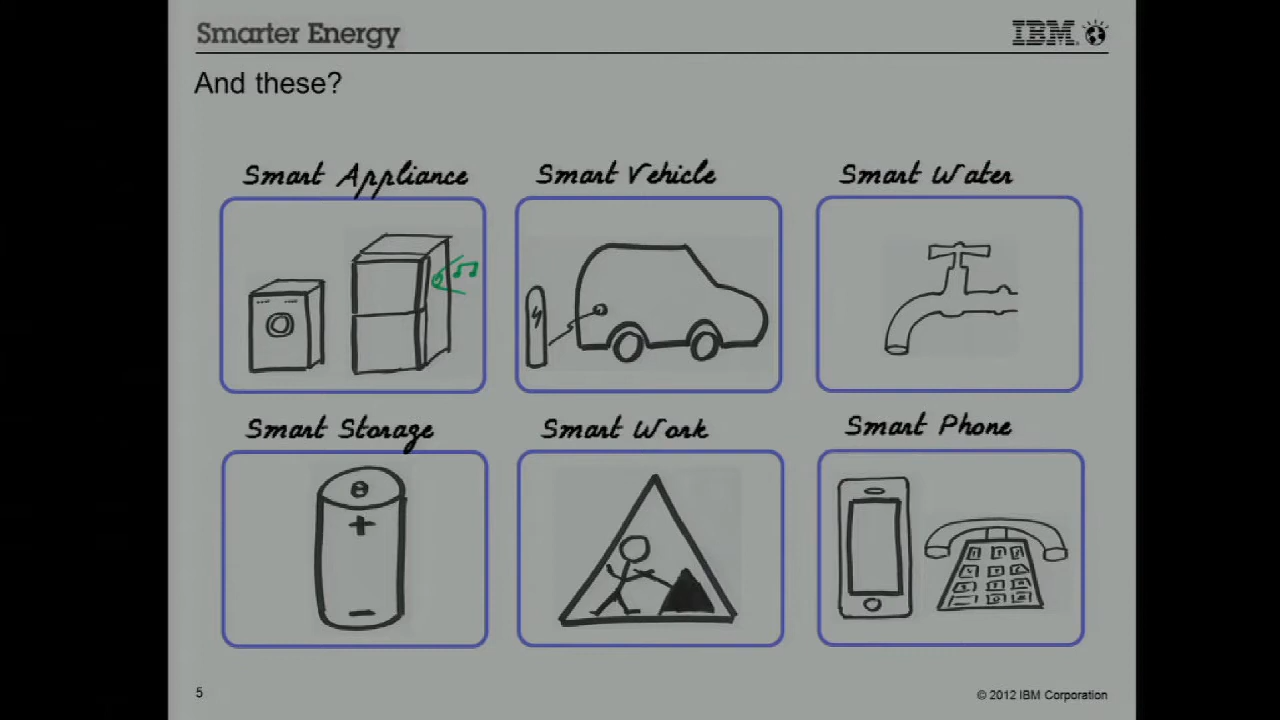 Smarter Energy
IBM®
And these?
Smart Appliance
Smart Vehicle
Smart Water
Smart Storage
Smart Work
Smart Phone
5
© 2012 IBM Corporation